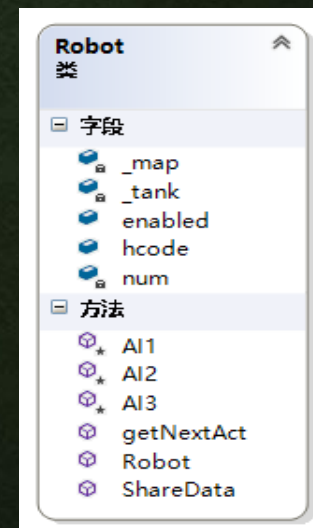 Robot
类
字段
_map
_tank
enabled
hcode
num
方法
AI1
AI2
AI3
getNextAct
Robot
ShareData